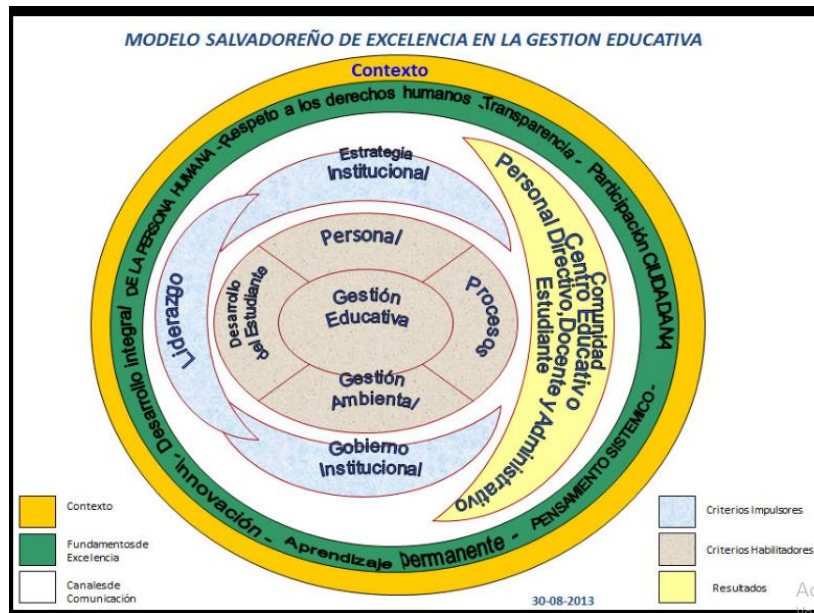 MODELO SALVADOREÑO DE EXCELENCIA EN LA GESTION EDUCATIVA
Contexto
Desarrollo integral DE LA PERSONA HUMANA - Respeto a los derechos humanos - Transparencia - Participación CIUDADANA
Innovación - Aprendizaje permanente - PENSAMIENTO SISTEMICO -
Estrategia
Institucional
Liderazgo
Personal
Desarrollo
del Estudiante
Gestión
Educativa
Procesos
Gestión
Ambiental
Gobierno
Institucional
Comunidad
Centro Educativo o
Personal Directivo, Docente y Administrativo
Estudiante
Contexto
Fundamentos de
Excelencia
Canales de
Comunicación
Criterios Impulsores
Criterios Habilitadores
Resultados
30-08-2013